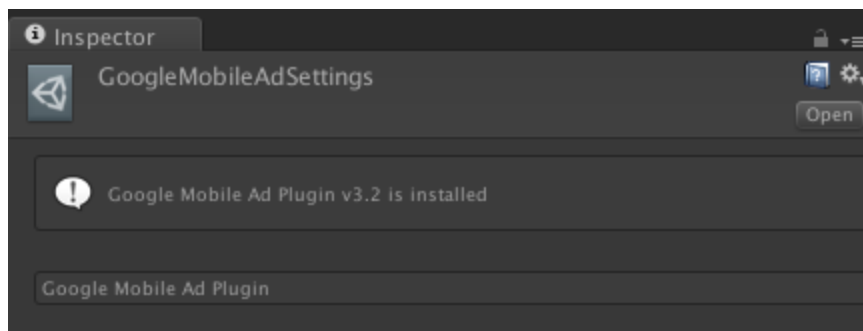 Inspector
GoogleMobileAdSettings
Open
Google Mobile Ad Plugin v3.2 is installed
Google Mobile Ad Plugin